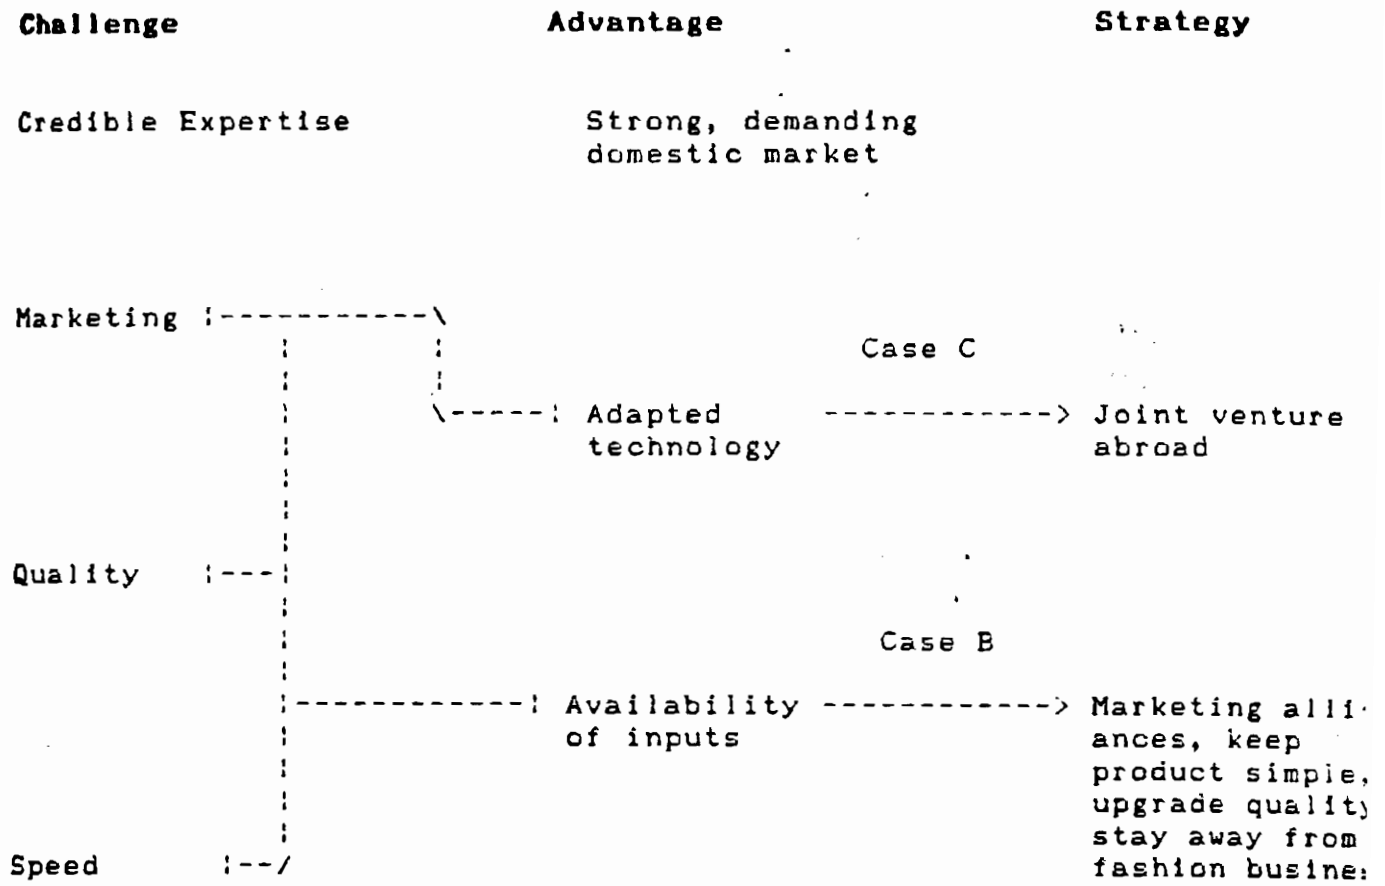 Challenge Advantage Strategy
Credible Expertise Strong, demanding
domestic market
Marketing
Case C
Adapted Joint venture
technology abroad
Quality
Case B
Availability Marketing alli-
of inputs ances, keep
product simple,
upgrade quality
stay away from
Speed fashion